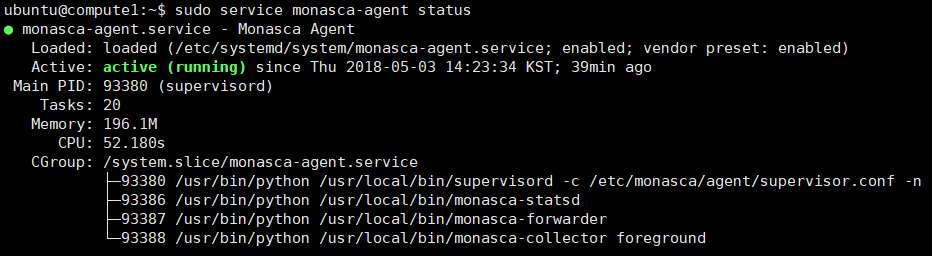 ubuntu@compute1:~$ sudo service monasca-agent status
● monasca-agent.service - Monasca Agent
   Loaded: loaded (/etc/systemd/system/monasca-agent.service; enabled; vendor preset: enabled)
   Active: active (running) since Thu 2018-05-03 14:23:34 KST; 39min ago
 Main PID: 93380 (supervisord)
    Tasks: 20
   Memory: 196.1M
      CPU: 52.180s
   CGroup: /system.slice/monasca-agent.service
           ├─93380 /usr/bin/python /usr/local/bin/supervisord -c /etc/monasca/agent/supervisor.conf -n
           ├─93386 /usr/bin/python /usr/local/bin/monasca-statsd
           ├─93387 /usr/bin/python /usr/local/bin/monasca-forwarder
           └─93388 /usr/bin/python /usr/local/bin/monasca-collector foreground